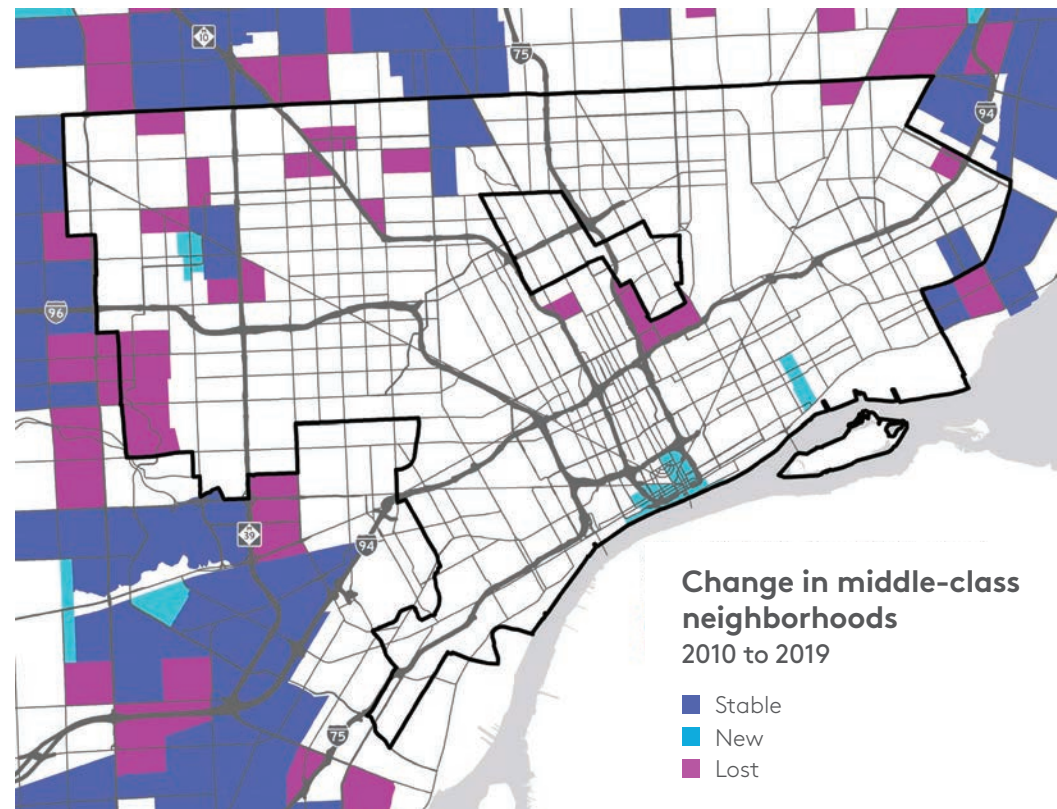 M
10
75
94
96
M
39
94
75
Change in middle-class
neighborhoods
2010 to 2019
Stable
New
Lost